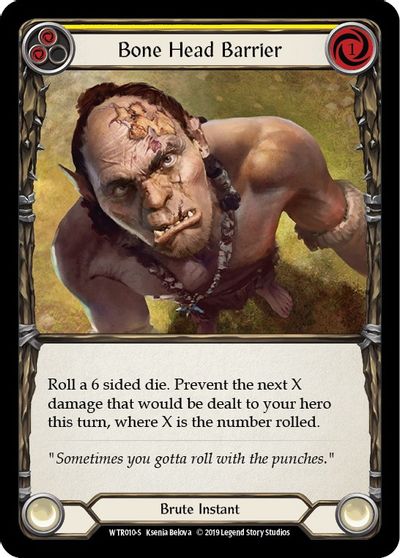 Bone Head Barrier
1
Roll a 6 sided die. Prevent the next X
damage that would be dealt to your hero
this turn, where X is the number rolled.
"Sometimes you gotta roll with the punches."
Brute Instant
WTR010-S Ksenia Belova © 2019 Legend Story Studios